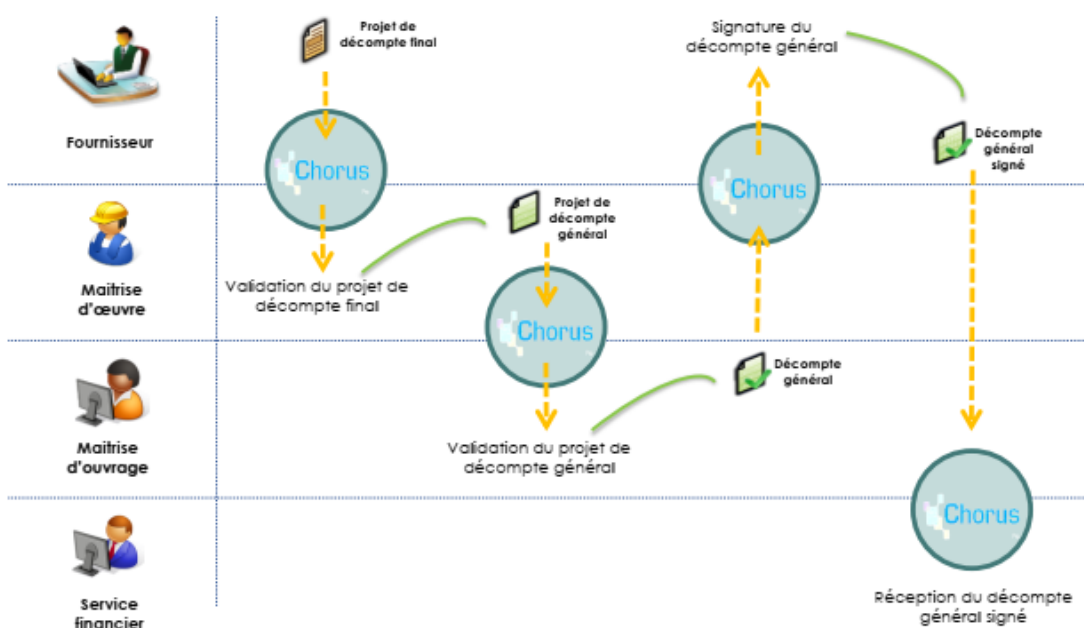 Projet de
décompte final
Signature du
décompte général
Fournisseur
Chorus
Décompte
général
signé
Chorus
Projet de
décompte
général
Maîtrise
d'œuvre
Validation du projet de
décompte final
Chorus
Décompte
général
Maîtrise
d'ouvrage
Validation du projet de
décompte général
Chorus
Service
financier
Réception du décompte
général signé